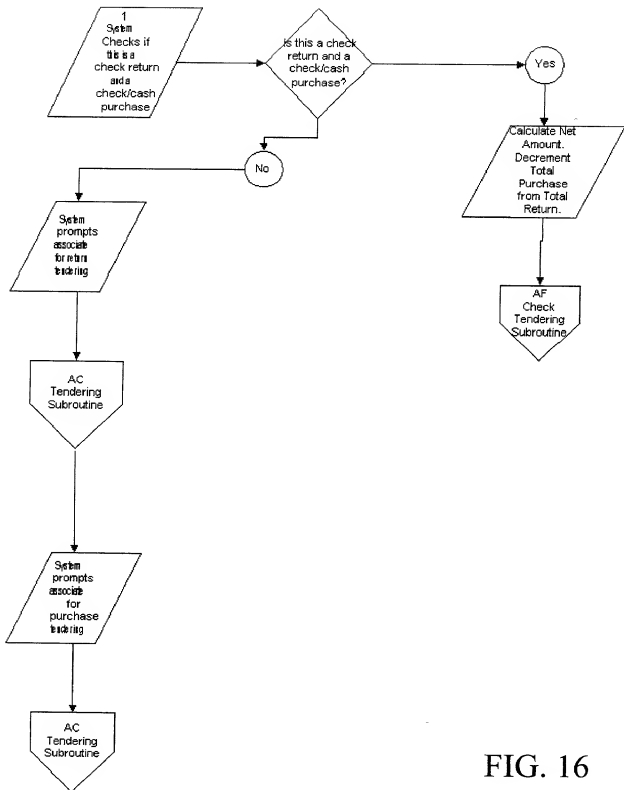 1
System
Checks if
this is a
check return
and a
check/cash
purchase
Is this a check
return and a
check/cash
purchase?
Yes
Calculate Net
Amount.
Decrement
Total
Purchase
from Total
Return.
AF
Check
Tendering
Subroutine
No
System
prompts
associate
for return
tendering
AC
Tendering
Subroutine
System
prompts
associate
for
purchase
tendering
AC
Tendering
Subroutine
FIG. 16